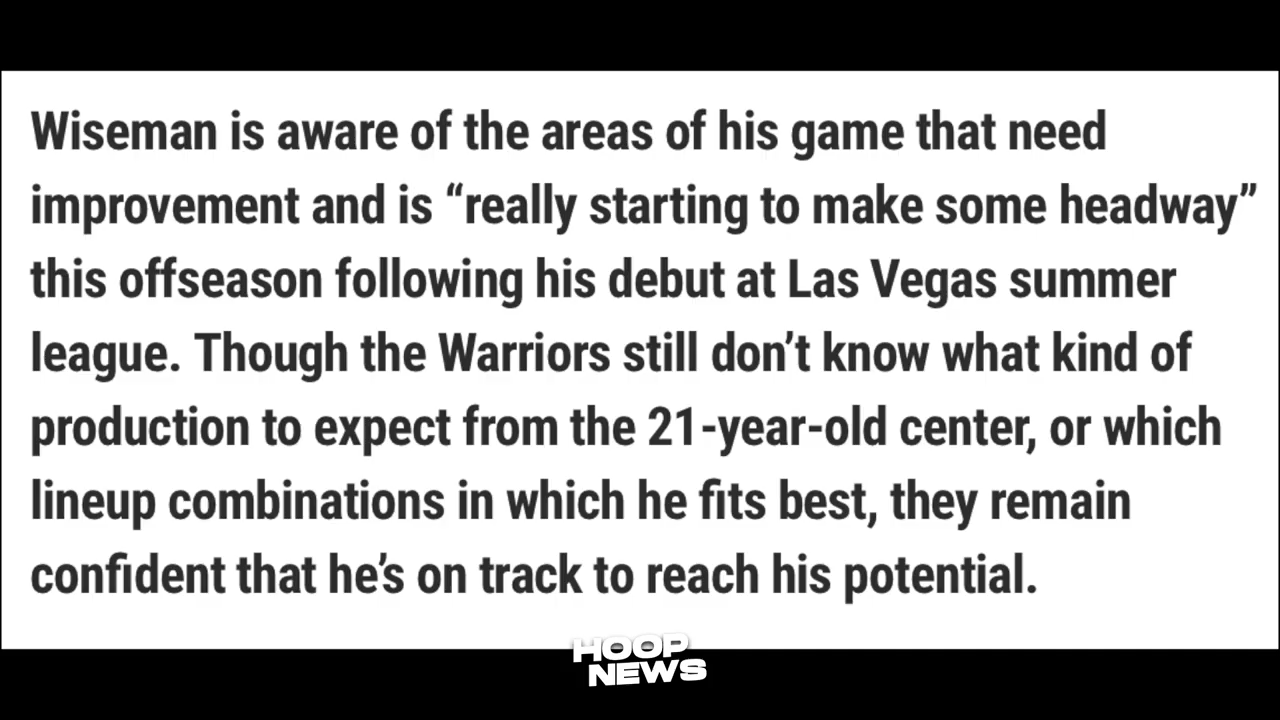 Wiseman is aware of the areas of his game that need
improvement and is “really starting to make some headway”
this offseason following his debut at Las Vegas summer
league. Though the Warriors still don’t know what kind of
production to expect from the 21-year-old center, or which
lineup combinations in which he fits best, they remain
confident that he’s on track to reach his potential.
HOOP
NEWS